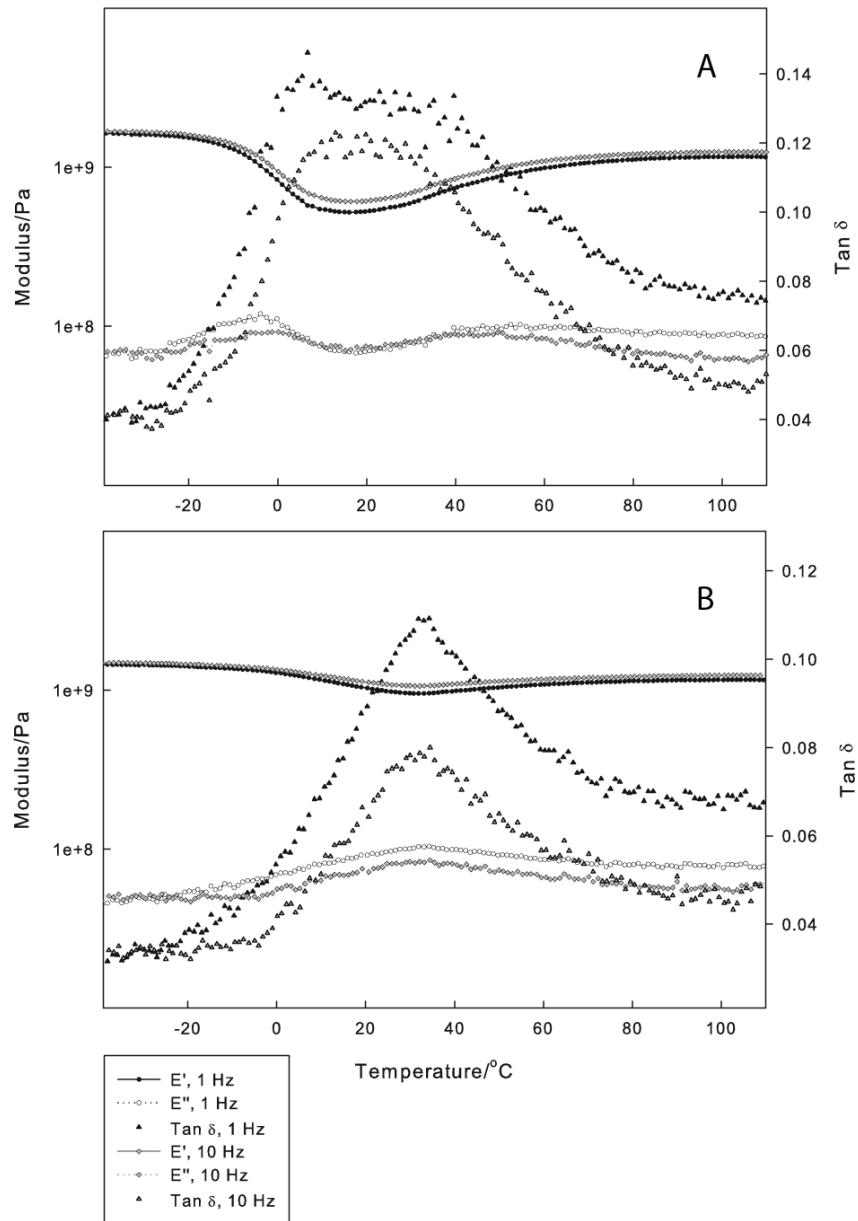 A
0.14
1e+9
0.12
Modulus/Pa
0.10
Tan δ
0.08
1e+8
0.06
0.04
-20 0 20 40 60 80 100
B
0.12
1e+9
0.10
Modulus/Pa
0.08
Tan δ
1e+8
0.06
0.04
-20 0 20 40 60 80 100
Temperature/°C
E', 1 Hz
E", 1 Hz
Tan δ, 1 Hz
E', 10 Hz
E", 10 Hz
Tan δ, 10 Hz